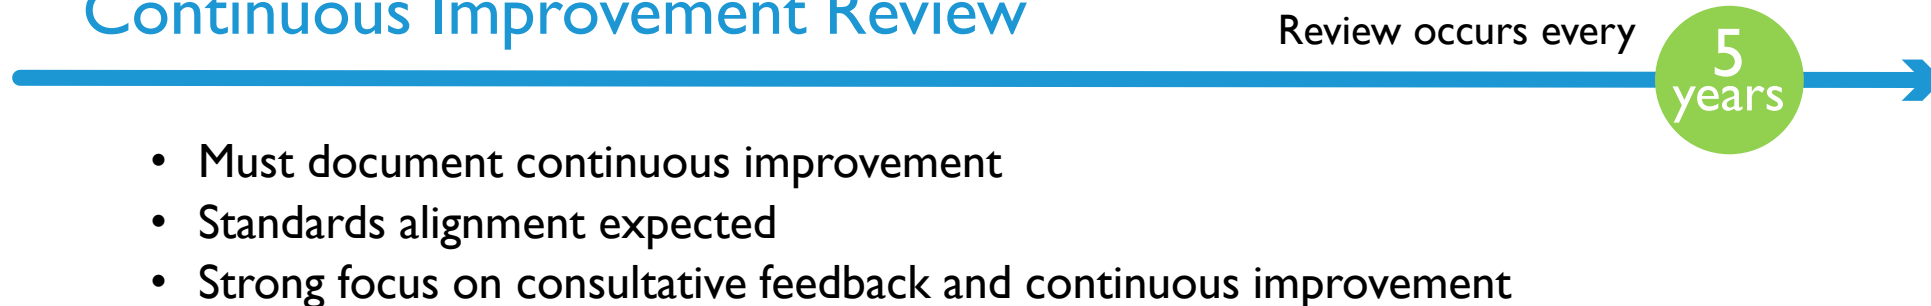 Continuous Improvement Review
Review occurs every
5
years
• Must document continuous improvement
• Standards alignment expected
• Strong focus on consultative feedback and continuous improvement